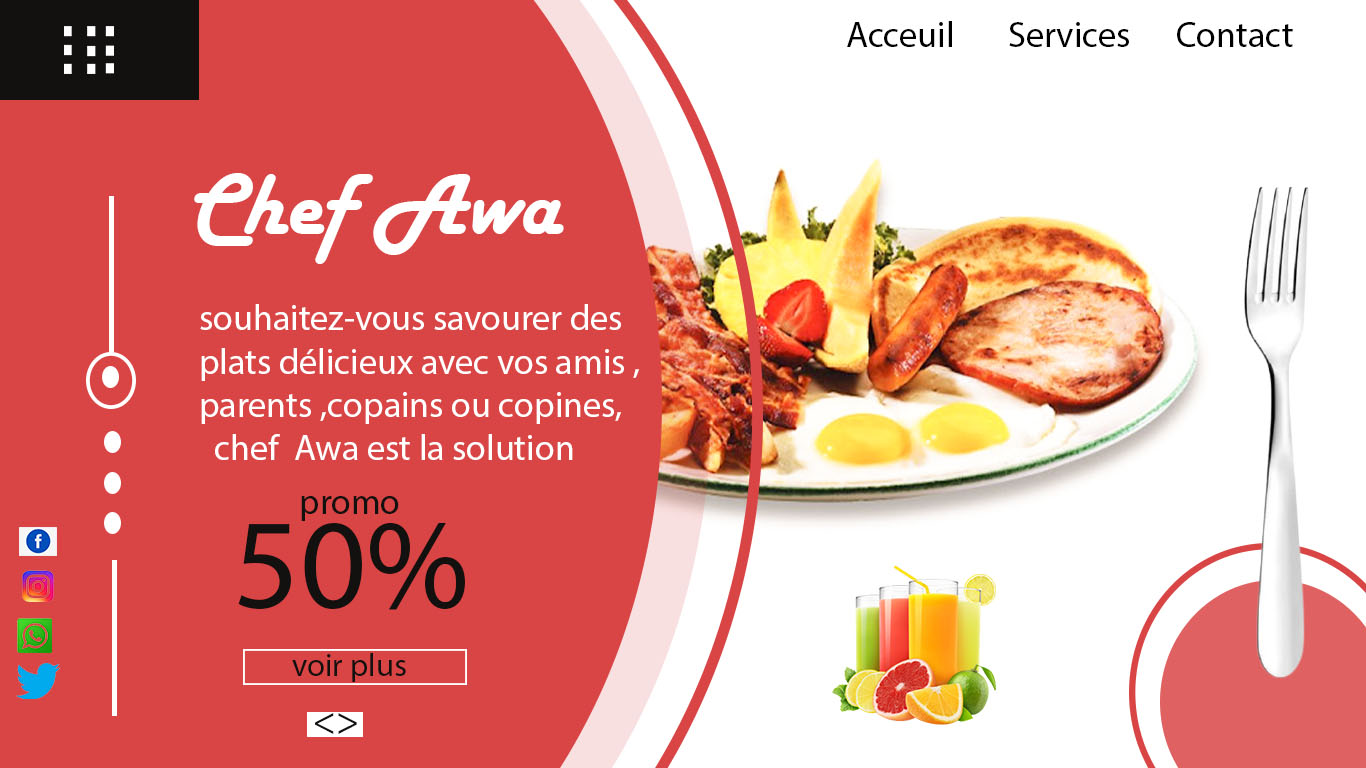 Acceuil Services Contact
Chef Awa
souhaitez-vous savourer des
plats délicieux avec vos amis ,
parents ,copains ou copines,
chef Awa est la solution
promo
50%
voir plus
<>